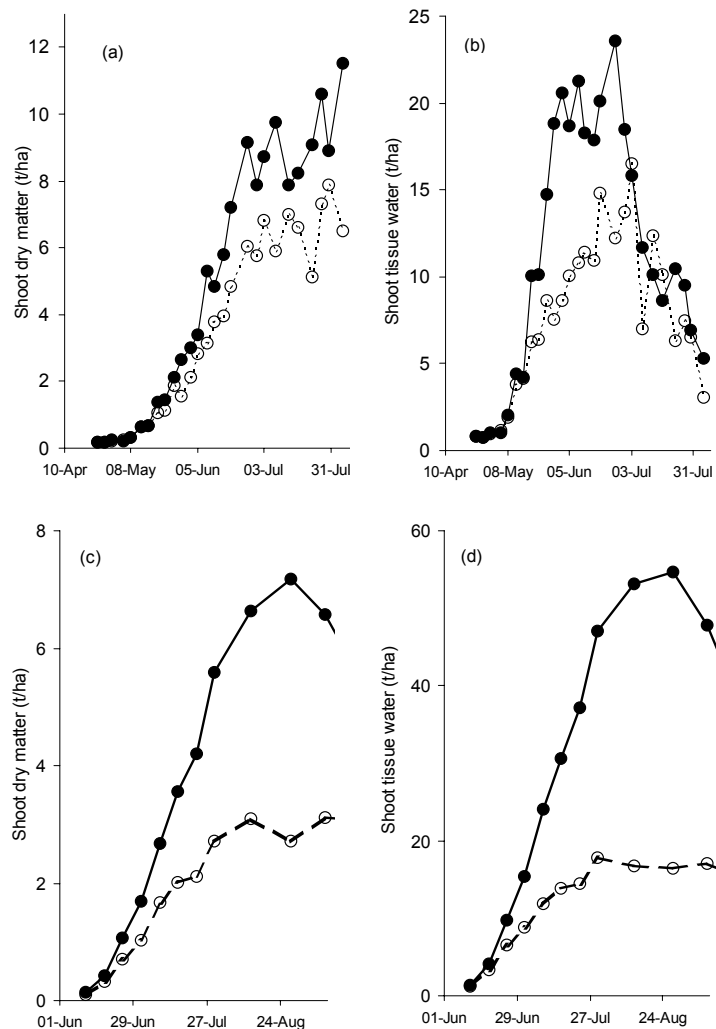 (a)
Shoot dry matter (t/ha)
12
10
8
6
4
2
0
10-Apr 08-May 05-Jun 03-Jul 31-Jul
(b)
Shoot tissue water (t/ha)
25
20
15
10
5
0
10-Apr 08-May 05-Jun 03-Jul 31-Jul
(c)
Shoot dry matter (t/ha)
8
6
4
2
0
01-Jun 29-Jun 27-Jul 24-Aug
(d)
Shoot tissue water (t/ha)
60
40
20
0
01-Jun 29-Jun 27-Jul 24-Aug